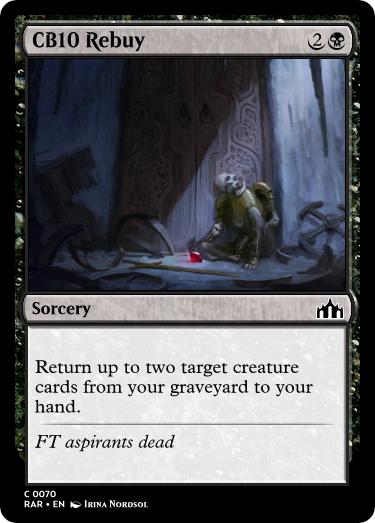 CB10 Rebuy 2
Sorcery
Return up to two target creature
cards from your graveyard to your
hand.
FT aspirants dead
C 0070
RAR • EN Irina Nordsol